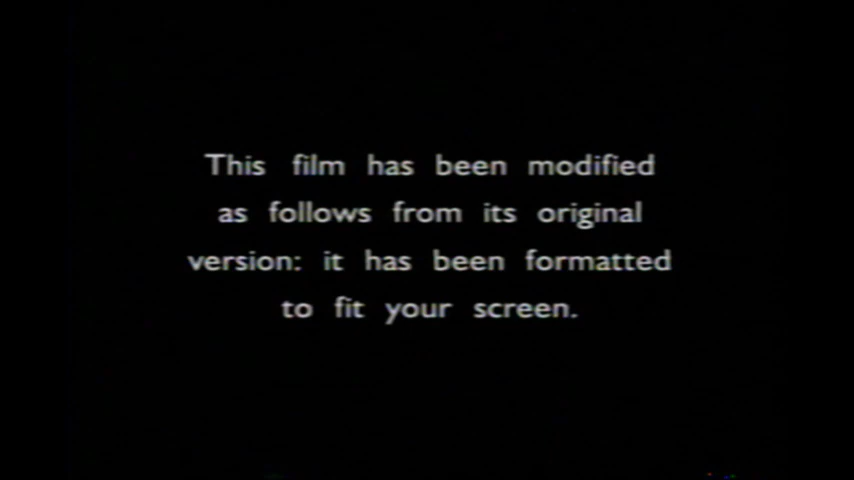 This film has been modified
as follows from its original
version: it has been formatted
to fit your screen.